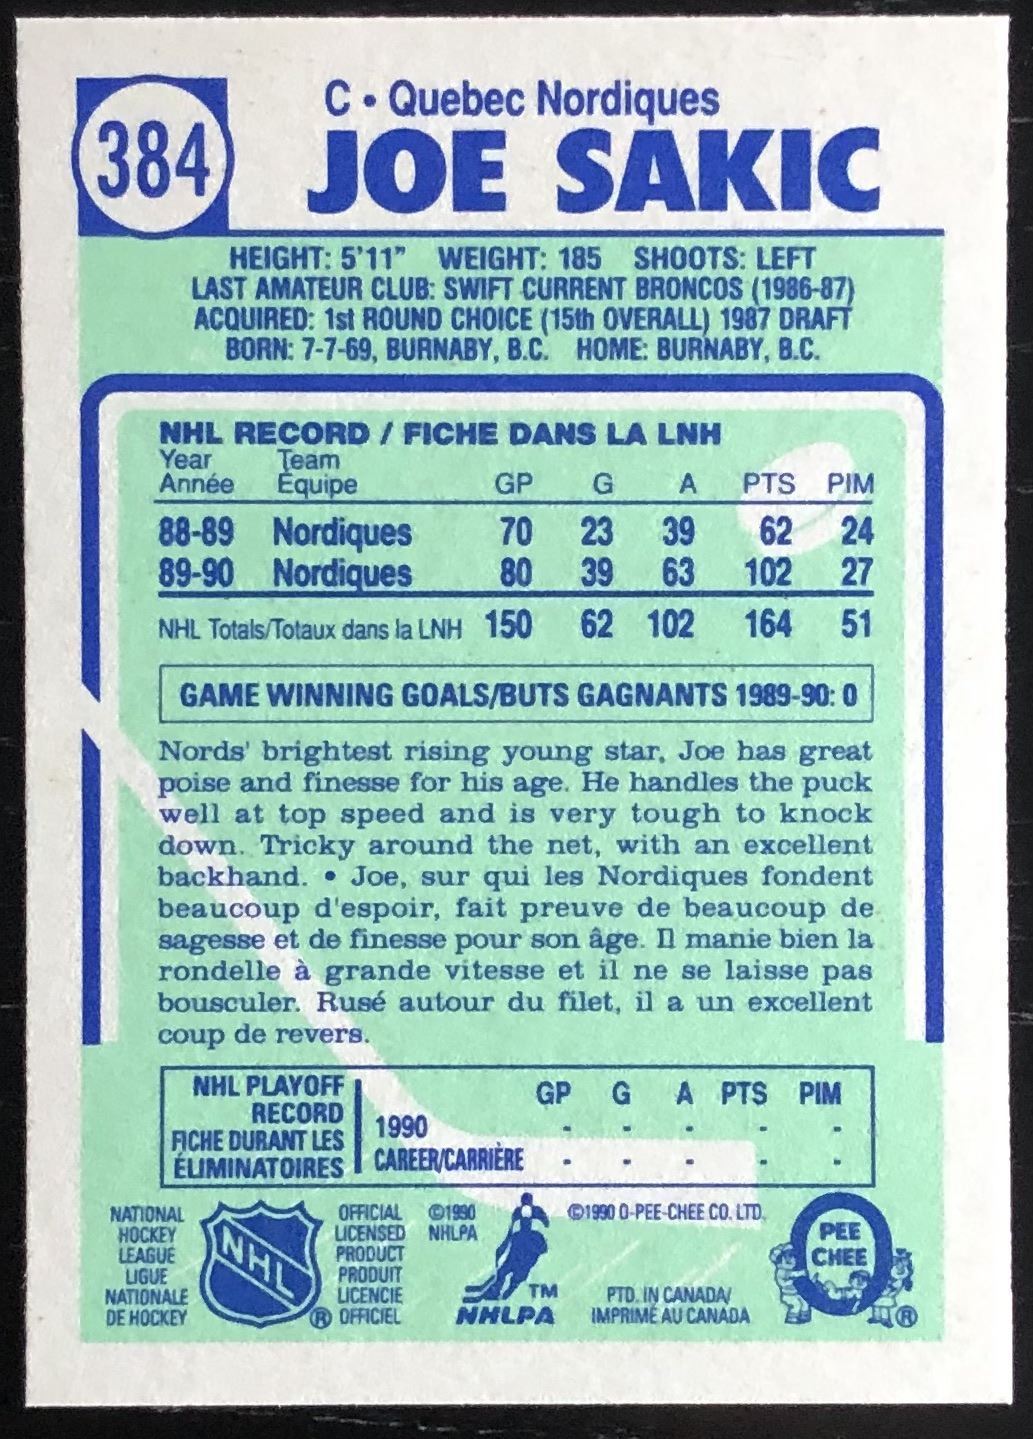 384
C • Quebec Nordiques
JOE SAKIC
HEIGHT: 5'11" WEIGHT: 185 SHOOTS: LEFT
LAST AMATEUR CLUB: SWIFT CURRENT BRONCOS (1986-87)
ACQUIRED: 1st ROUND CHOICE (15th OVERALL) 1987 DRAFT
BORN: 7-7-69, BURNABY, B.C. HOME: BURNABY, B.C.
NHL RECORD / FICHE DANS LA LNH
Year Team
Année Équipe GP G A PTS PIM
88-89 Nordiques 70 23 39 62 24
89-90 Nordiques 80 39 63 102 27
NHL Totals/Totaux dans la LNH 150 62 102 164 51
GAME WINNING GOALS/BUTS GAGNANTS 1989-90: 0
Nords' brightest rising young star, Joe has great
poise and finesse for his age. He handles the puck
well at top speed and is very tough to knock
down. Tricky around the net, with an excellent
backhand. • Joe, sur qui les Nordiques fondent
beaucoup d'espoir, fait preuve de beaucoup de
sagesse et de finesse pour son âge. Il manie bien la
rondelle à grande vitesse et il ne se laisse pas
bousculer. Rusé autour du filet, il a un excellent
coup de revers.
NHL PLAYOFF
RECORD
FICHE DURANT LES
ÉLIMINATOIRES
GP G A PTS PIM
1990 - - - - -
CAREER/CARRIÈRE - - - - -
NATIONAL
HOCKEY
LEAGUE
LIGUE
NATIONALE
DE HOCKEY
NHL
®
OFFICIAL
LICENSED
PRODUCT
PRODUIT
LICENCIE
OFFICIEL
©1990
NHLPA
TM
NHLPA
©1990 O-PEE-CHEE CO. LTD.
PTD. IN CANADA/
IMPRIMÉ AU CANADA
PEE
CHEE
®